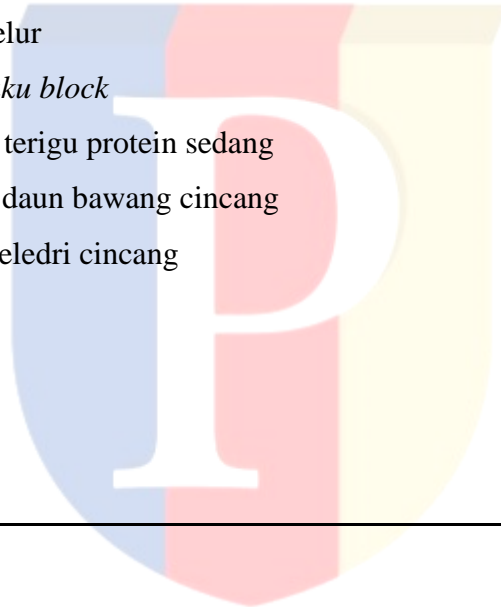 elur
ku block
terigu protein sedang
daun bawang cincang
eledri cincang
P